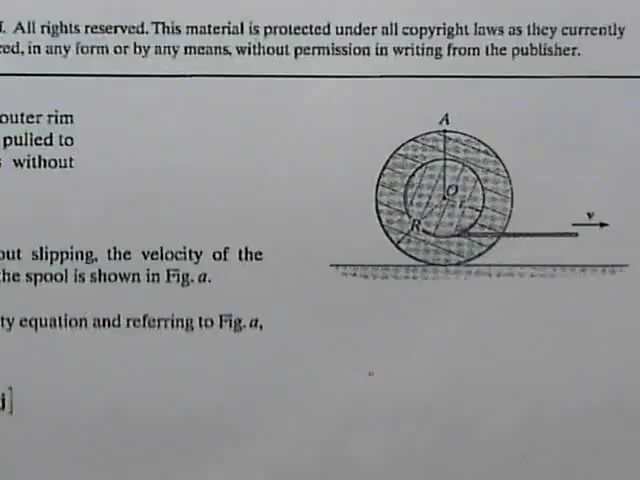 All rights reserved. This material is protected under all copyright laws as they currently
in any form or by any means, without permission in writing from the publisher.
outer rim
pulled to
without
A
O
r
R
v
out slipping, the velocity of the
he spool is shown in Fig. a.
ty equation and referring to Fig. a,
j]